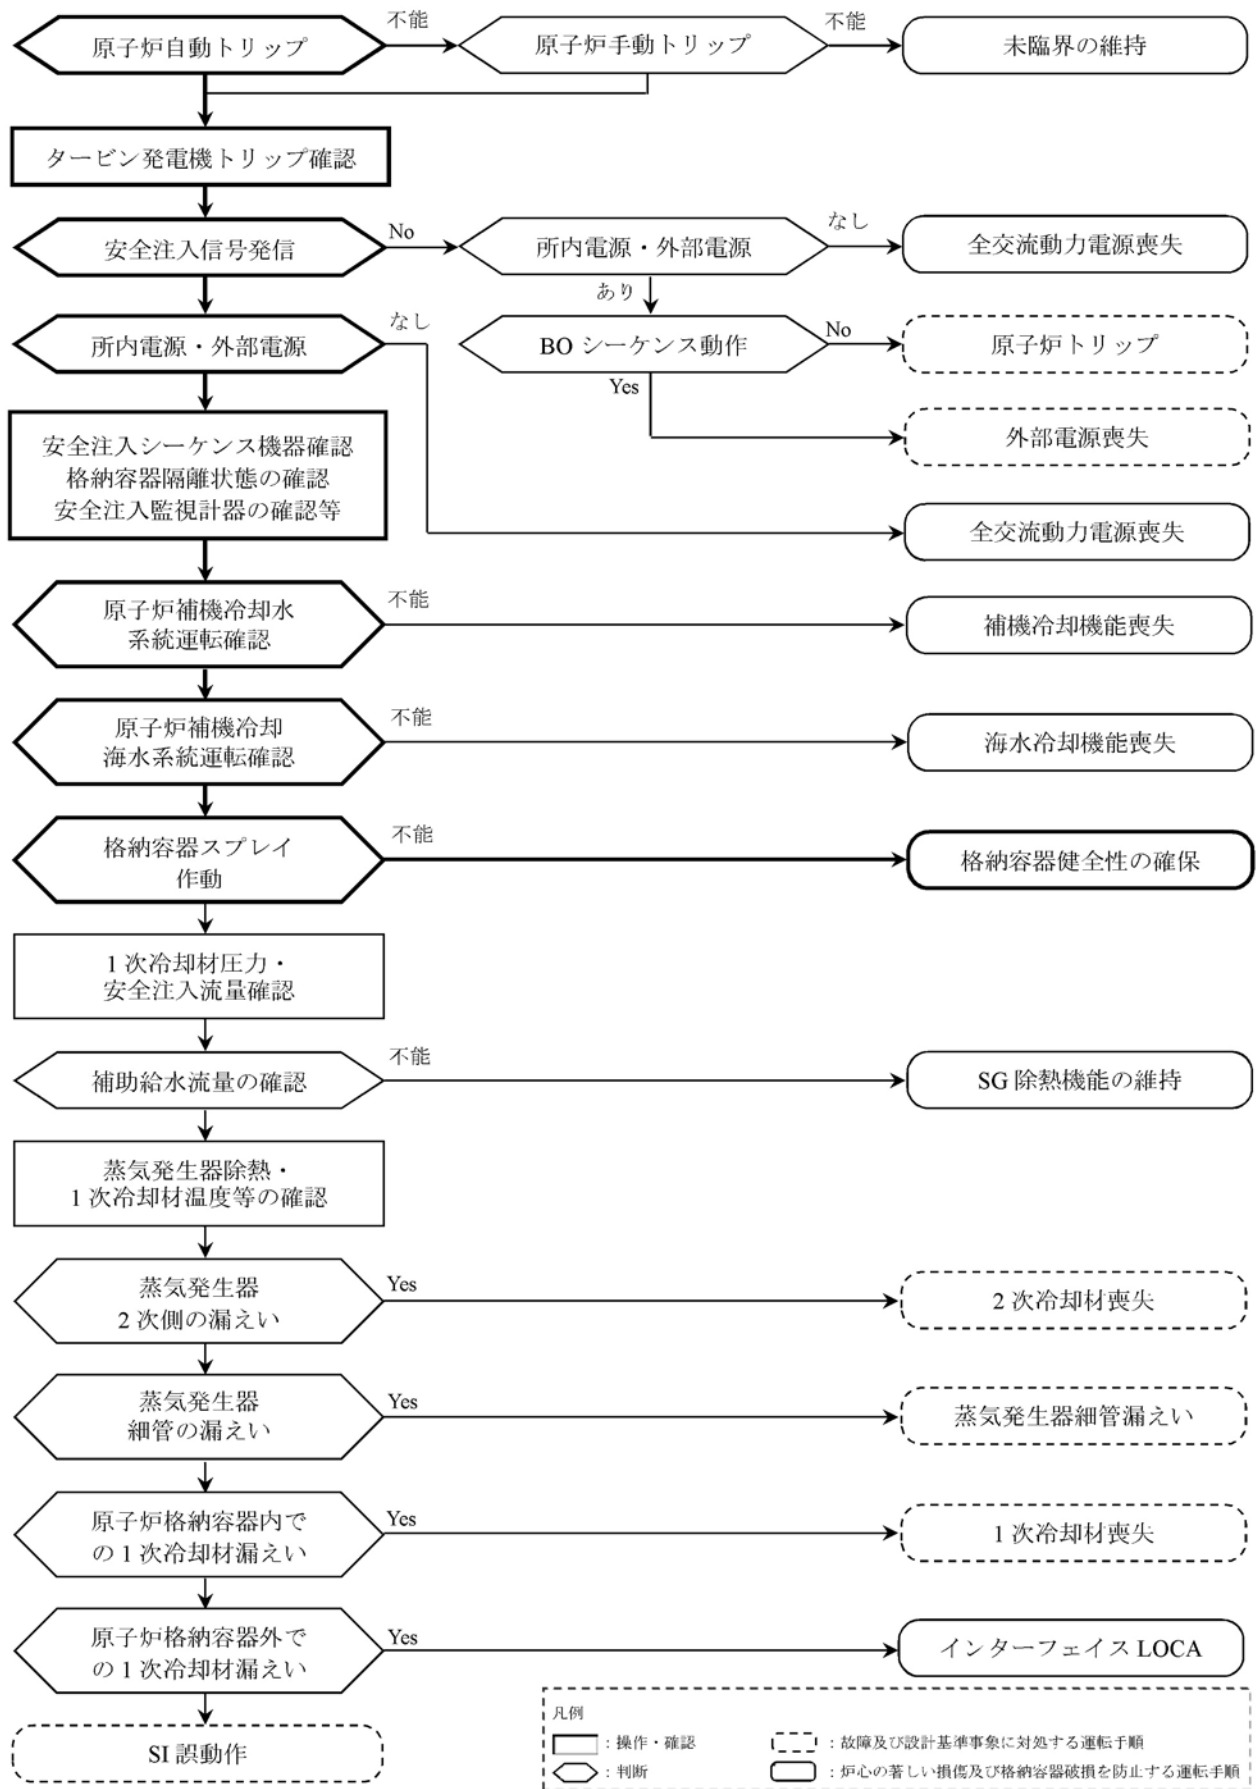 原子炉自動トリップ
不能
原子炉手動トリップ
不能
未臨界の維持
タービン発電機トリップ確認
安全注入信号発信
No
所内電源・外部電源
なし
全交流動力電源喪失
あり
所内電源・外部電源
なし
BO シーケンス動作
No
原子炉トリップ
Yes
外部電源喪失
安全注入シーケンス機器確認
格納容器隔離状態の確認
安全注入監視計器の確認等
全交流動力電源喪失
原子炉補機冷却水
系統運転確認
不能
補機冷却機能喪失
原子炉補機冷却
海水系統運転確認
不能
海水冷却機能喪失
格納容器スプレイ
作動
不能
格納容器健全性の確保
1 次冷却材圧力・
安全注入流量確認
補助給水流量の確認
不能
SG 除熱機能の維持
蒸気発生器除熱・
1 次冷却材温度等の確認
蒸気発生器
2 次側の漏えい
Yes
2 次冷却材喪失
蒸気発生器
細管の漏えい
Yes
蒸気発生器細管漏えい
原子炉格納容器内で
の 1 次冷却材漏えい
Yes
1 次冷却材喪失
原子炉格納容器外で
の 1 次冷却材漏えい
Yes
インターフェイス LOCA
SI 誤動作
凡例
：操作・確認
：故障及び設計基準事象に対処する運転手順
：判断
：炉心の著しい損傷及び格納容器破損を防止する運転手順